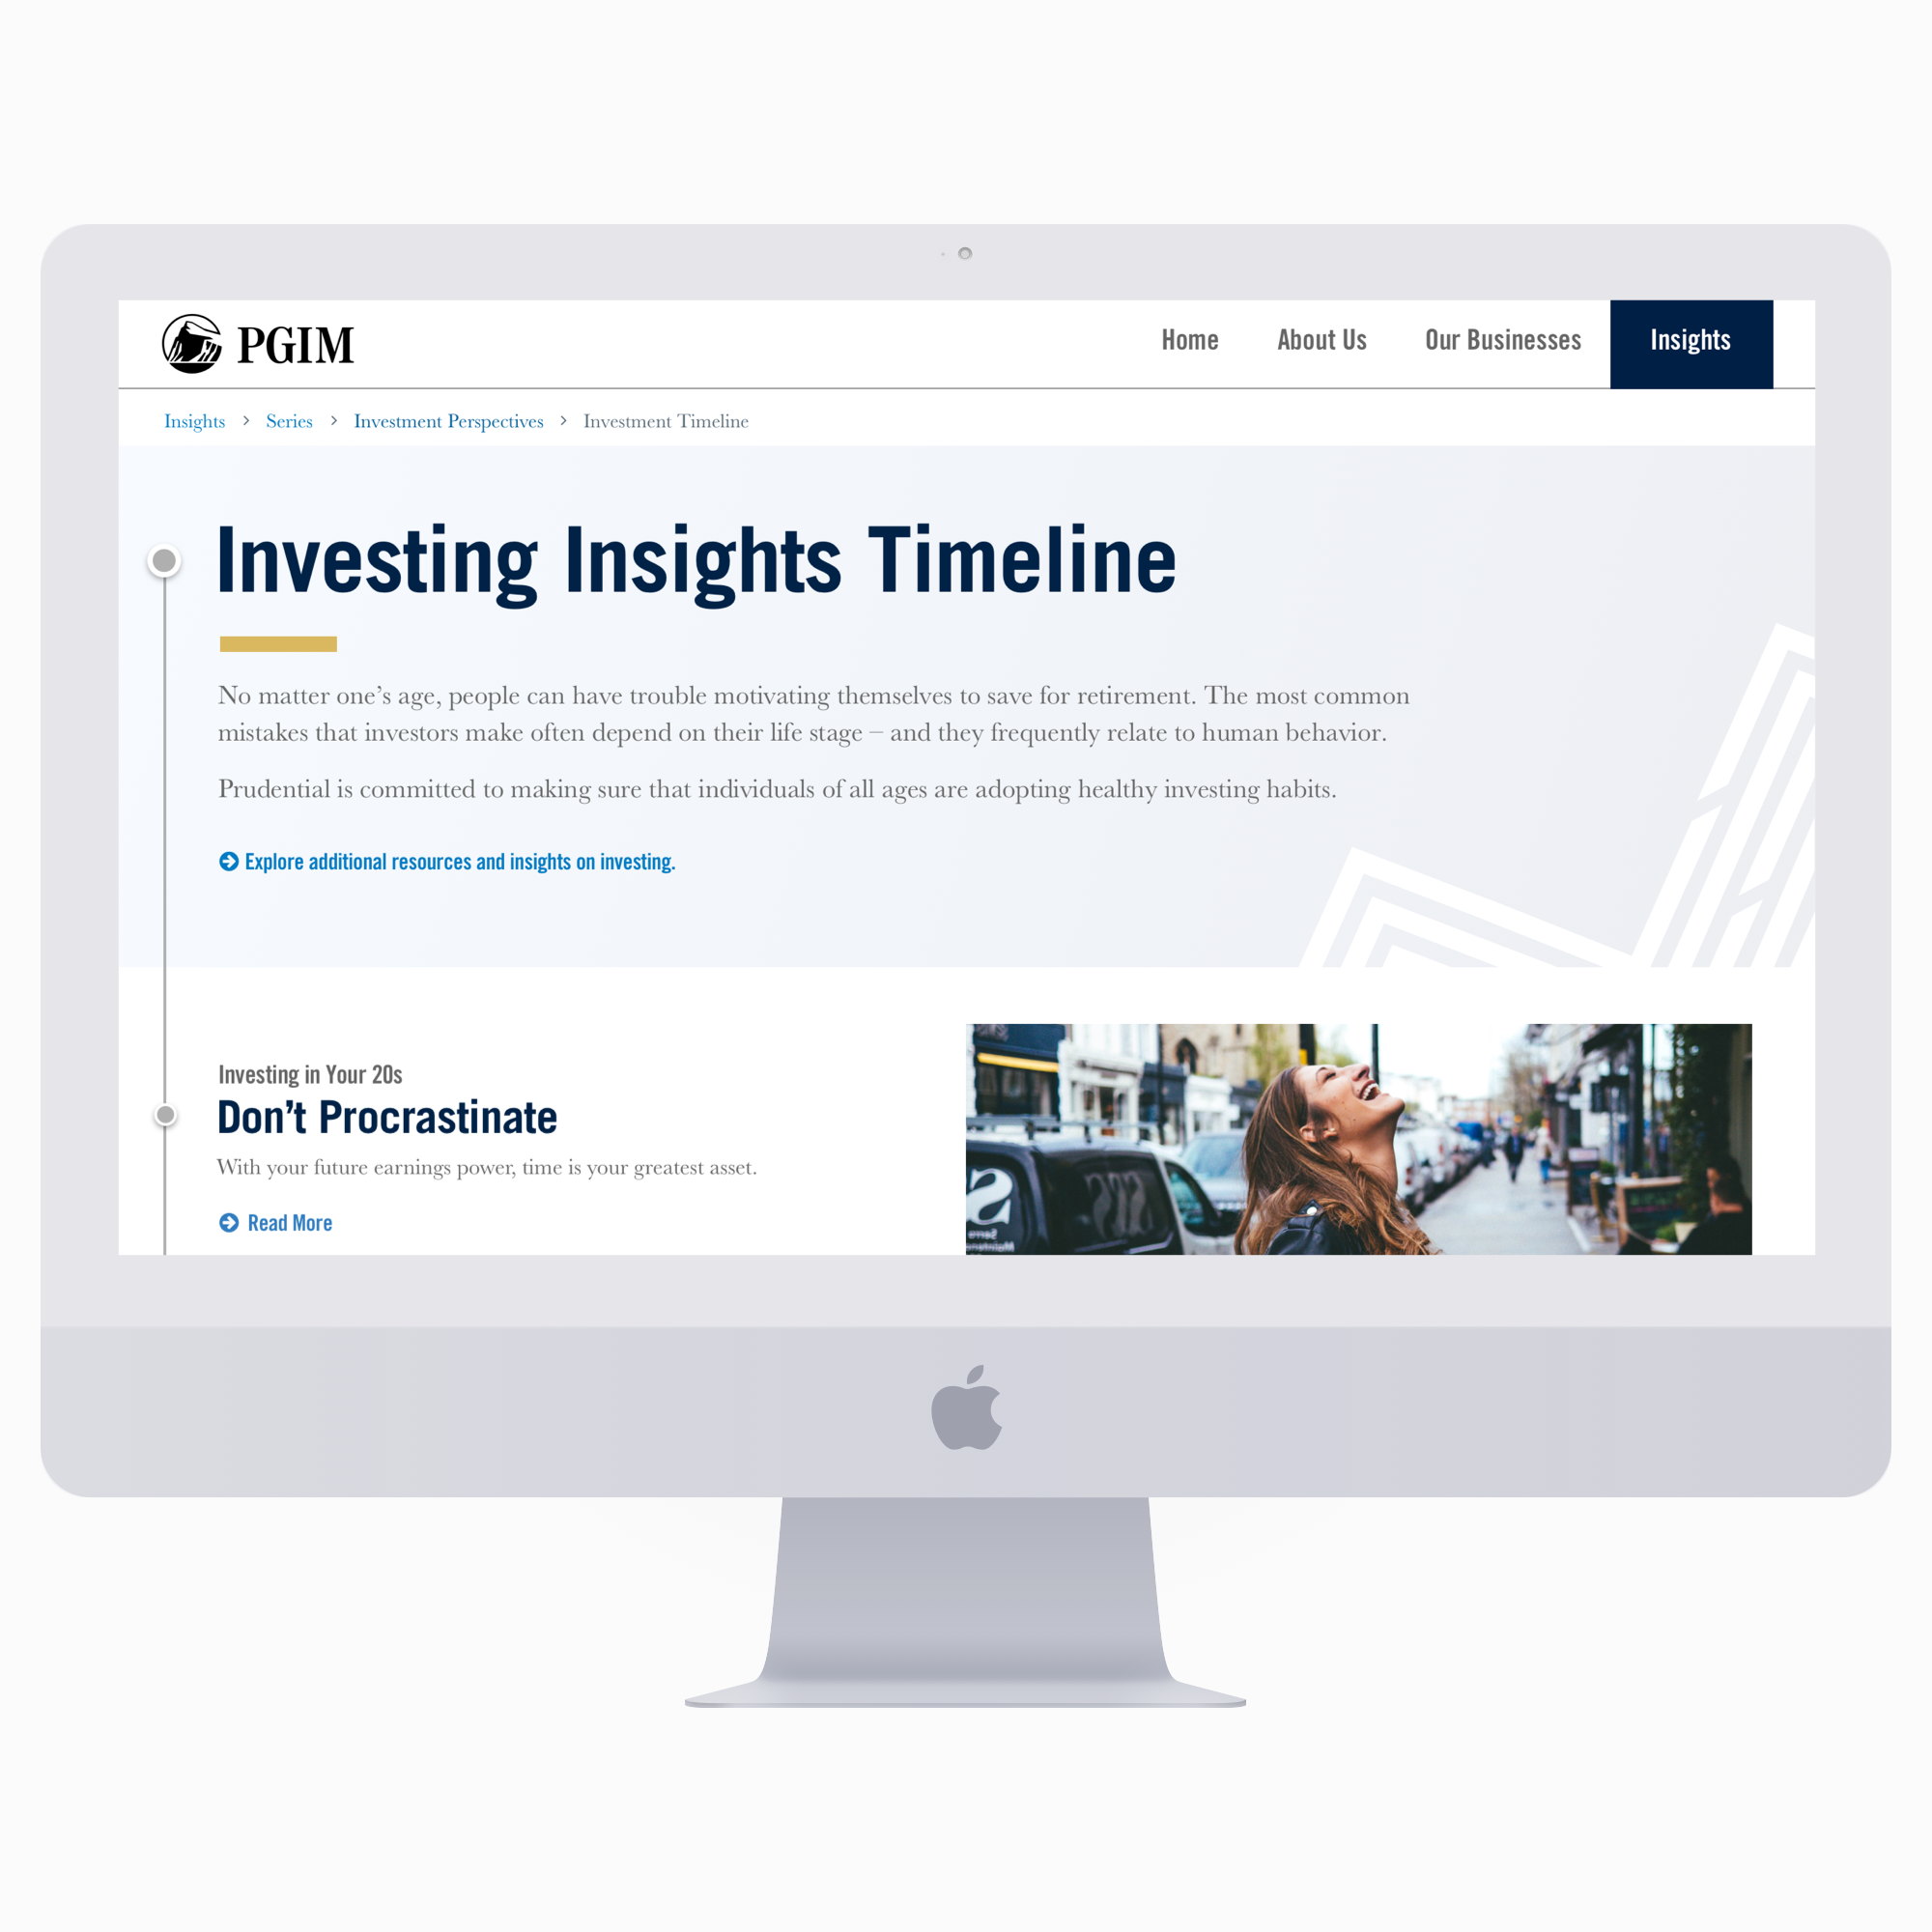 PGIM
Home About Us Our Businesses Insights
Insights > Series > Investment Perspectives > Investment Timeline
Investing Insights Timeline
No matter one’s age, people can have trouble motivating themselves to save for retirement. The most common
mistakes that investors make often depend on their life stage – and they frequently relate to human behavior.
Prudential is committed to making sure that individuals of all ages are adopting healthy investing habits.
Explore additional resources and insights on investing.
Investing in Your 20s
Don’t Procrastinate
With your future earnings power, time is your greatest asset.
Read More